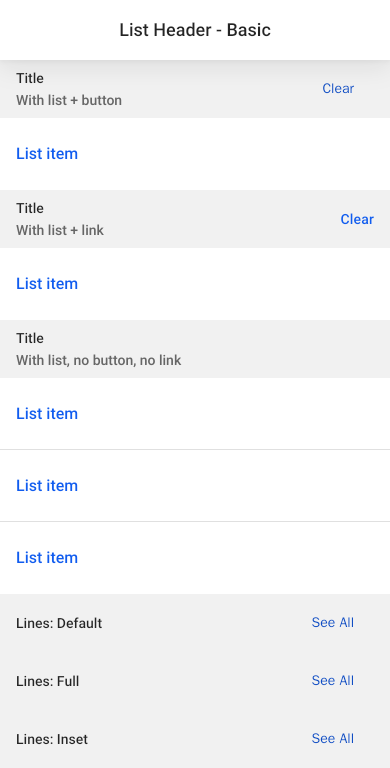 List Header - Basic
Title
With list + button
Clear
List item
Title
With list + link
Clear
List item
Title
With list, no button, no link
List item
List item
List item
Lines: Default
See All
Lines: Full
See All
Lines: Inset
See All